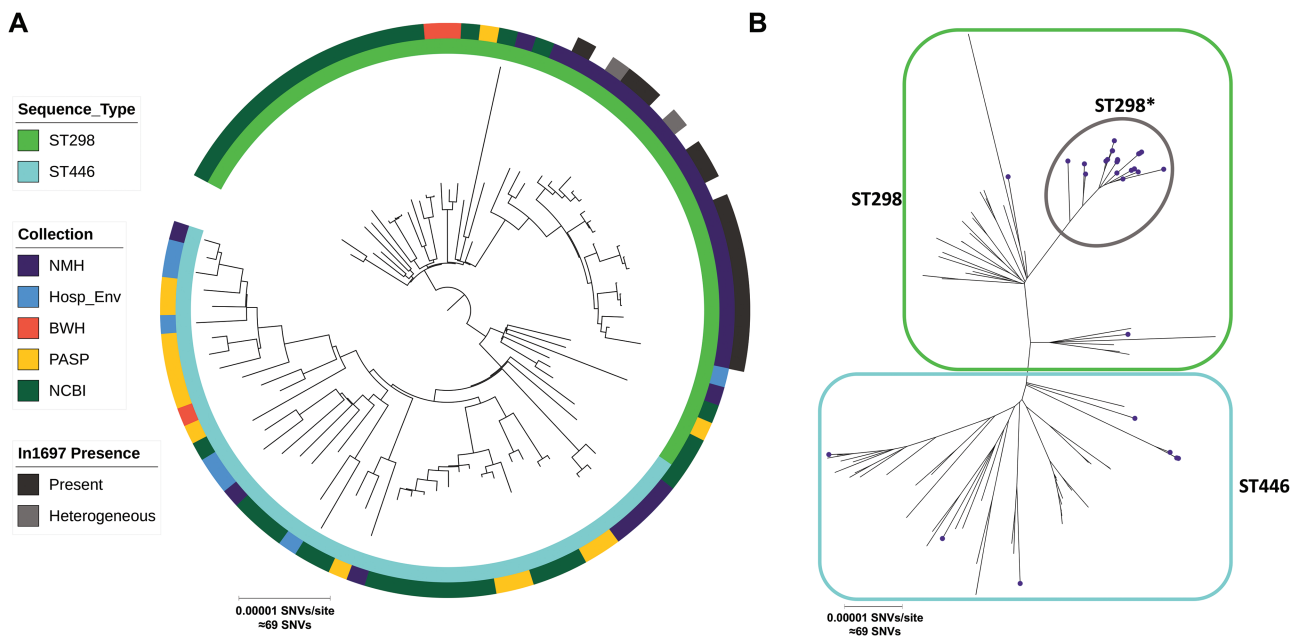 A
Sequence_Type
ST298
ST446
Collection
NMH
Hosp_Env
BWH
PASP
NCBI
In1697 Presence
Present
Heterogeneous
0.00001 SNVs/site
≈69 SNVs
B
ST298*
ST298
ST446
0.00001 SNVs/site
≈69 SNVs